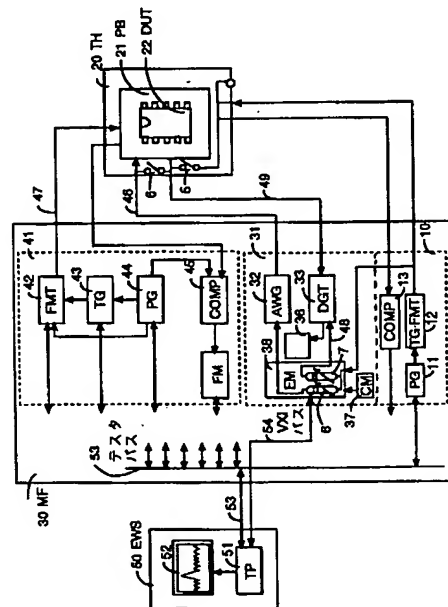 20 TH
21 PB
22 DUT
47
6
6
46
49
41
42
FMT
43
TG
44
PG
45
COMP
FM
31
32
AWG
33
DGT
36
38
EM
48
7
8
CM
37
10
13
COMP
12
TG·FMT
11
PG
30 MF
テスタ
バス
53
VXI
バス
54
53
50 EWS
52
51
TP